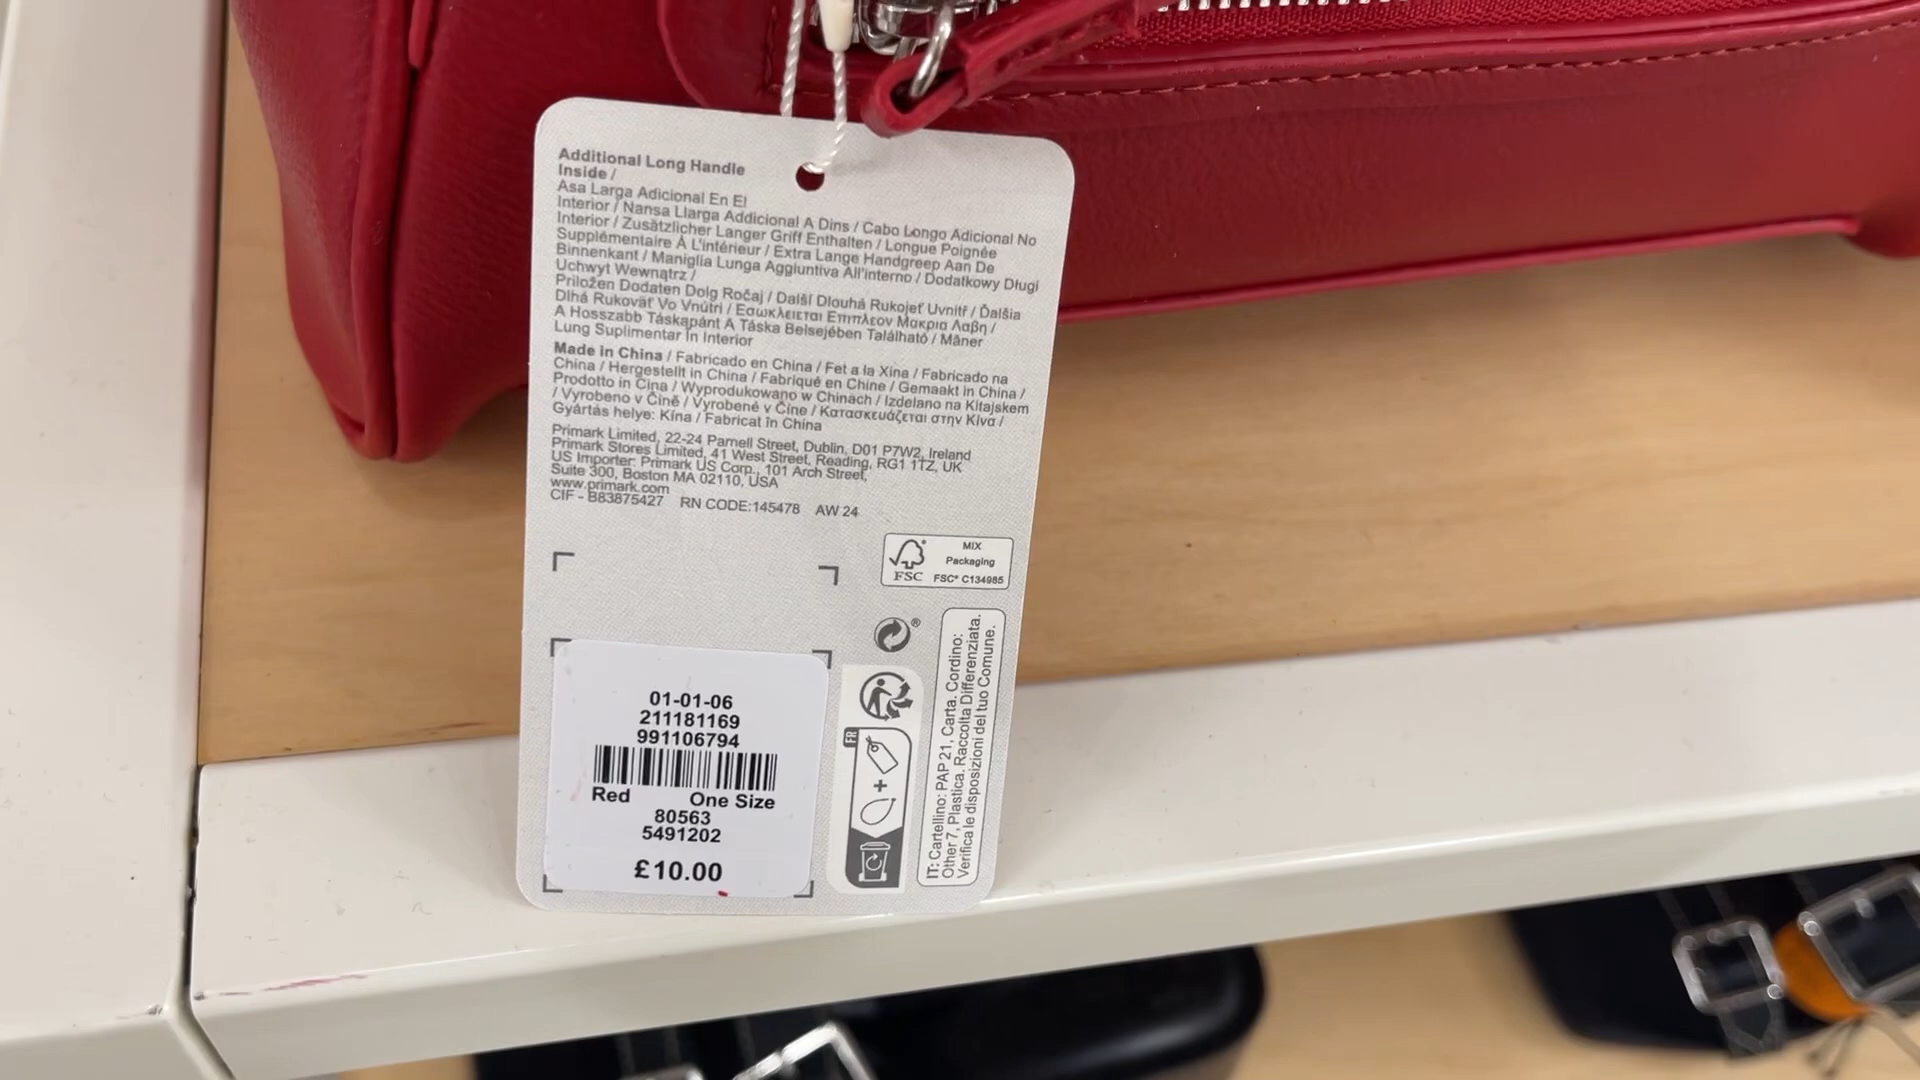 Additional Long Handle
Inside /
Asa Larga Adicional En El
Interior / Nansa Llarga Addicional A Dins / Cabo Longo Adicional No
Interior / Zusätzlicher Langer Griff Enthalten / Longue Poignée
Supplémentaire À L'intérieur / Extra Lange Handgreep Aan De
Binnenkant / Maniglia Lunga Aggiuntiva All'interno / Dodatkowy Długi
Uchwyt Wewnątrz /
Priložen Dodaten Dolg Ročaj / Další Dlouhá Rukojeť Uvnitř / Ďalšia
Dlhá Rukoväť Vo Vnútri / Εσωκλειεται Επιπλεον Μακρια Λαβη /
A Hosszabb Táskapánt A Táska Belsejében Található / Mâner
Lung Suplimentar În Interior
Made in China / Fabricado en China / Fet a la Xina / Fabricado na
China / Hergestellt in China / Fabriqué en Chine / Gemaakt in China /
Prodotto in Cina / Wyprodukowano w Chinach / Izdelano na Kitajskem
/ Vyrobeno v Čině / Vyrobené v Číne / Κατασκευάζεται στην Κίνα /
Gyártás helye: Kína / Fabricat în China
Primark Limited, 22-24 Parnell Street, Dublin, D01 P7W2, Ireland
Primark Stores Limited, 41 West Street, Reading, RG1 1TZ, UK
US Importer: Primark US Corp., 101 Arch Street,
Suite 300, Boston MA 02110, USA
www.primark.com
CIF - B83875427 RN CODE:145478 AW 24
MIX
Packaging
FSC® C134985
FSC
®
01-01-06
211181169
991106794
Red One Size
80563
5491202
£10.00
FR
+
IT: Cartellino: PAP 21, Carta. Cordino:
Other 7, Plastica. Raccolta Differenziata.
Verifica le disposizioni del tuo Comune.